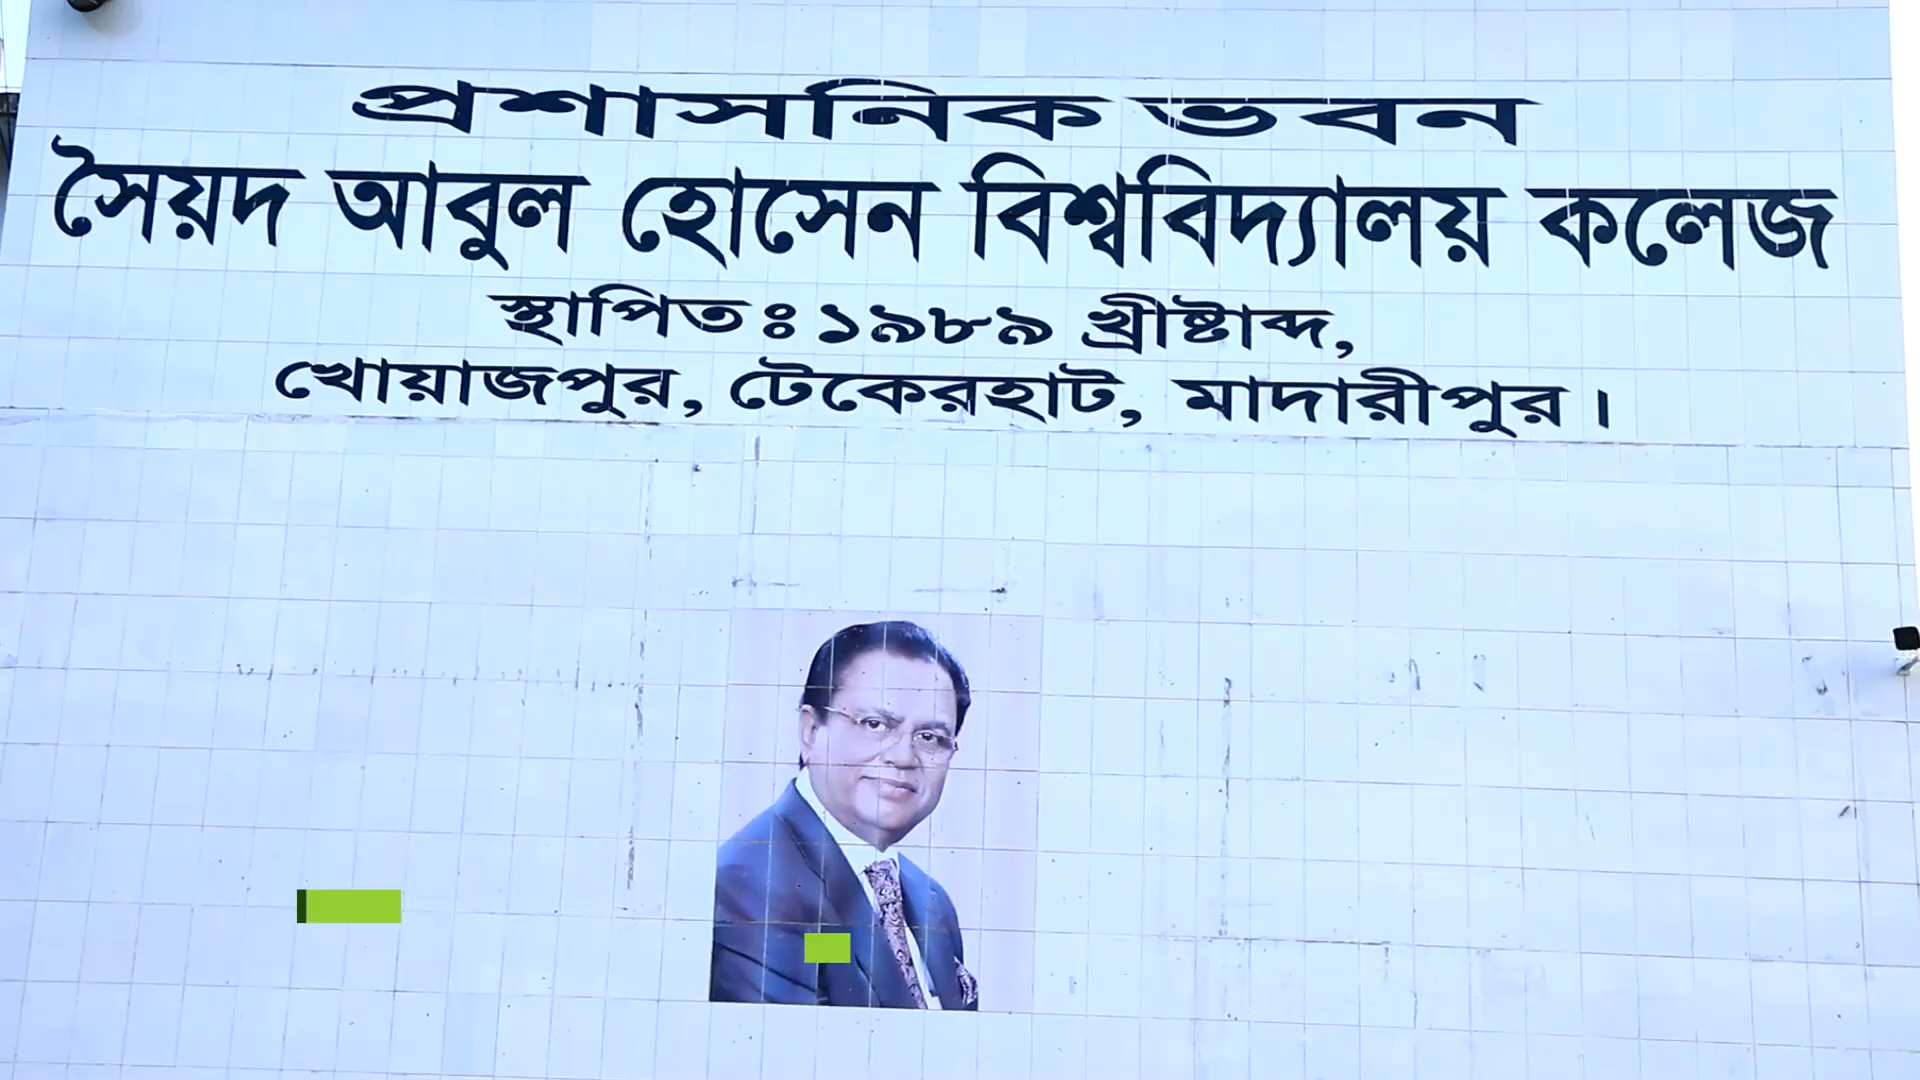 প্রশাসনিক ভবন
সৈয়দ আবুল হোসেন বিশ্ববিদ্যালয় কলেজ
স্থাপিতঃ ১৯৮৯ খ্রীষ্টাব্দ,
খোয়াজপুর, টেকেরহাট, মাদারীপুর।